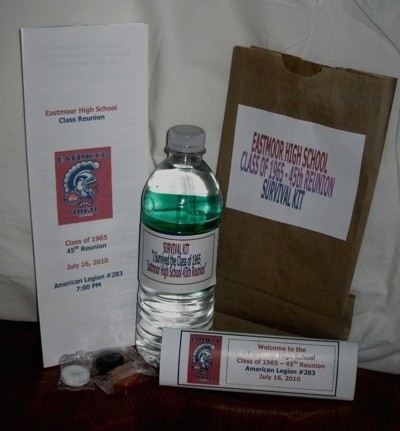 Eastmoor High School
Class Reunion
EASTMOOR
HIGH
Class of 1965
45th Reunion
July 16, 2010
American Legion #283
7:00 PM
EASTMOOR HIGH SCHOOL
CLASS OF 1965 - 45th REUNION
SURVIVAL KIT
SURVIVAL KIT
"I Survived the Class of 1965
Eastmoor High School 45th Reunion"
Welcome to the
High School
Class of 1965 - 45th Reunion
American Legion #283
July 16, 2010